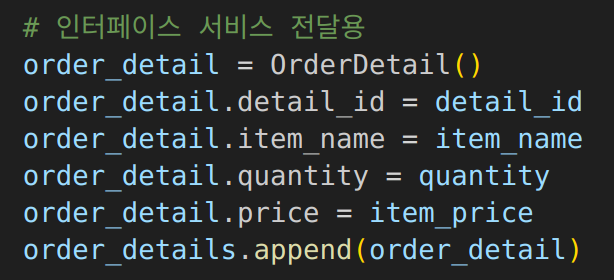 # 인터페이스 서비스 전달용
order_detail = OrderDetail()
order_detail.detail_id = detail_id
order_detail.item_name = item_name
order_detail.quantity = quantity
order_detail.price = item_price
order_details.append(order_detail)